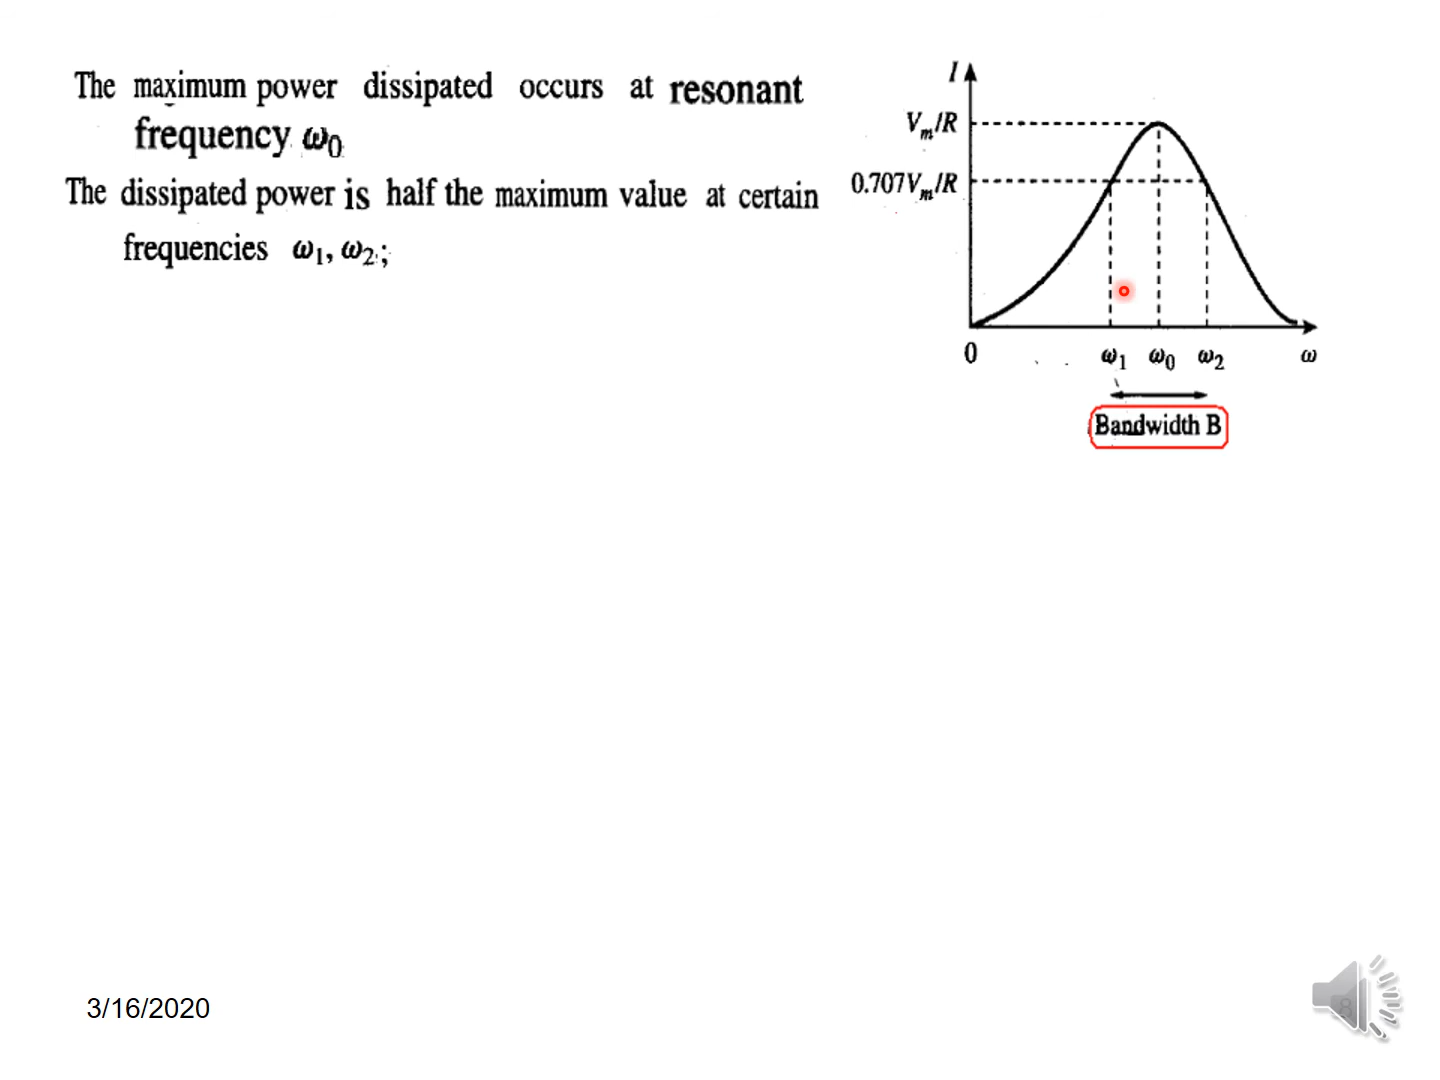 The maximum power dissipated occurs at resonant
frequency ω0
The dissipated power is half the maximum value at certain
frequencies ω1, ω2;
I
Vm/R
0.707Vm/R
0 ω1 ω0 ω2 ω
Bandwidth B
3/16/2020
8